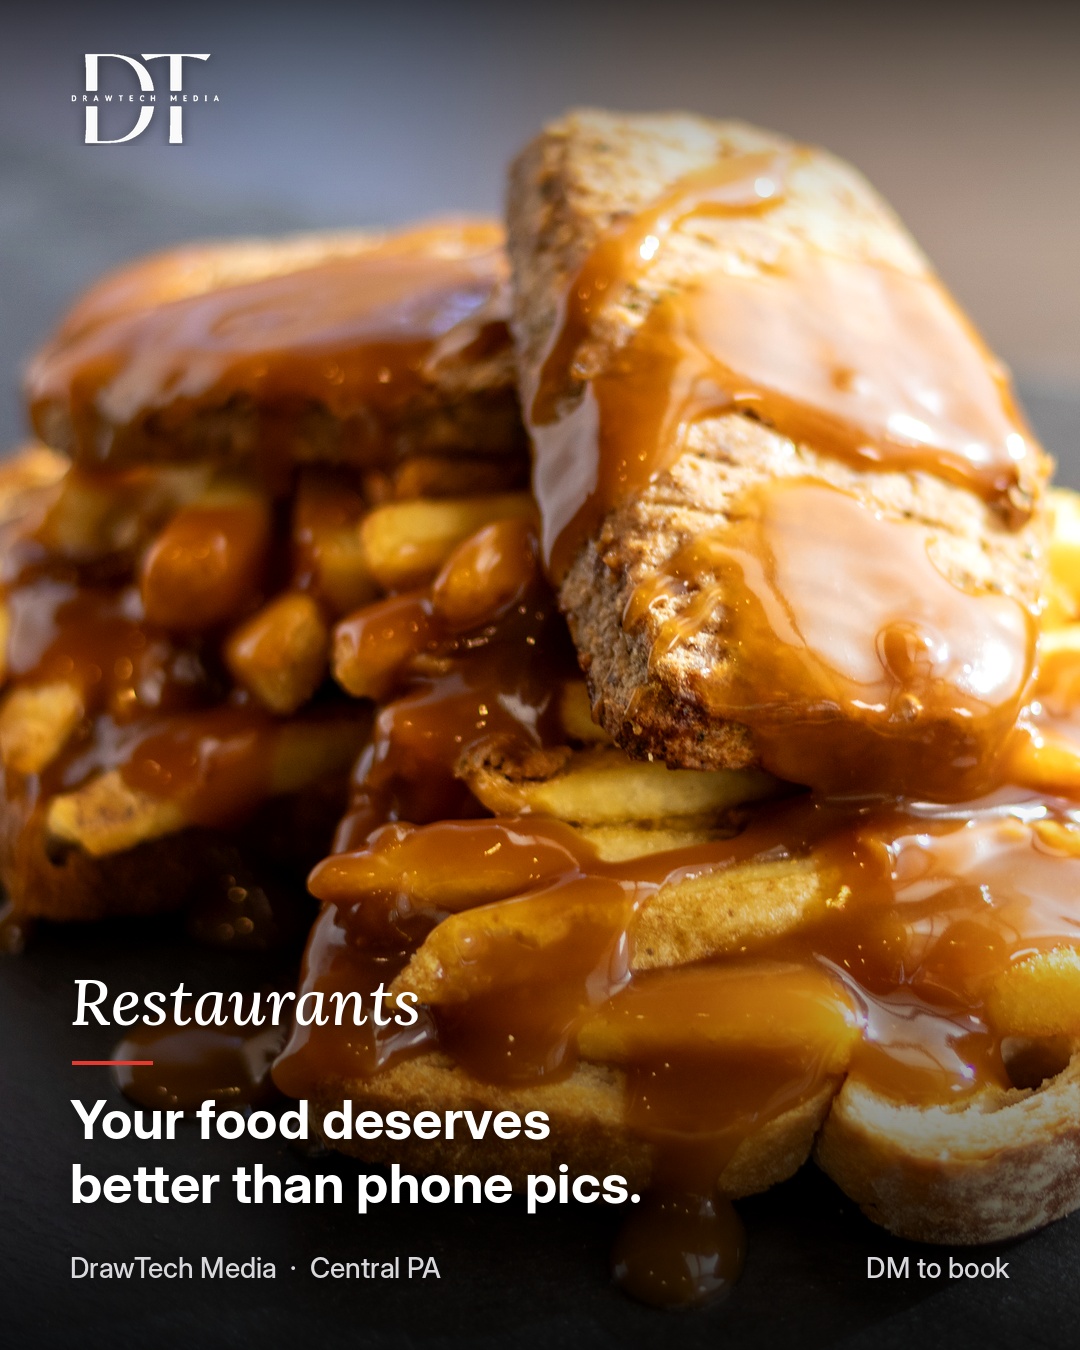 DT
DRAWTECH MEDIA
Restaurants
Your food deserves
better than phone pics.
DrawTech Media · Central PA
DM to book